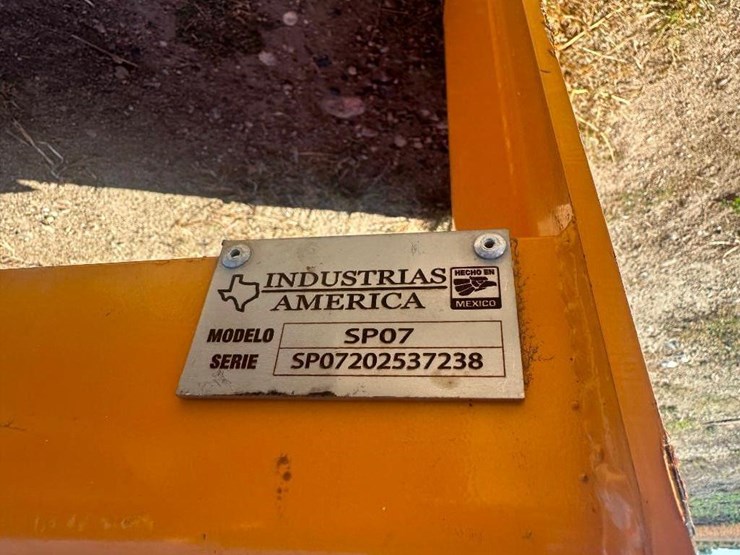 INDUSTRIAS
AMERICA
HECHO EN
MEXICO
MODELO SP07
SERIE SP07202537238